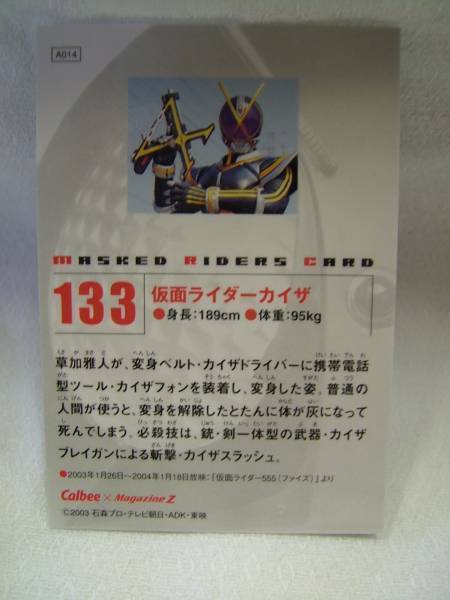 A014
MASKED RIDERS CARD
133
仮面ライダーカイザ
●身長:189cm ●体重:95kg
草加雅人が、変身ベルト・カイザドライバーに携帯電話
型ツール・カイザフォンを装着し、変身した姿。普通の
人間が使うと、変身を解除したとたんに体が灰になって
死んでしまう。必殺技は、銃・剣一体型の武器・カイザ
ブレイガンによる斬撃・カイザスラッシュ。
●2003年1月26日〜2004年1月18日放映:「仮面ライダー555(ファイズ)」より
Calbee × Magazine Z
©2003 石森プロ・テレビ朝日・ADK・東映